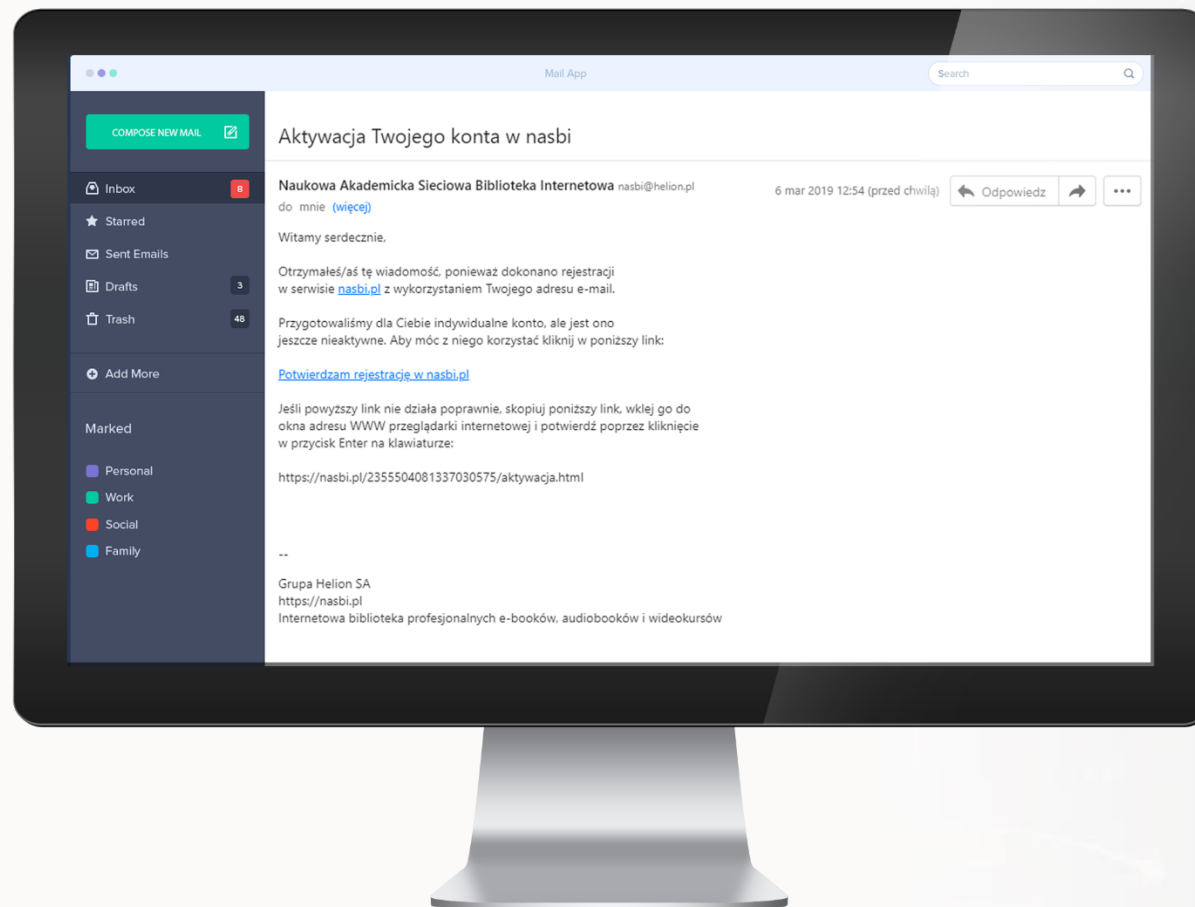 Mail App
Search
COMPOSE NEW MAIL
Inbox 8
Starred
Sent Emails
Drafts 3
Trash 48
Add More
Marked
Personal
Work
Social
Family
Aktywacja Twojego konta w nasbi
Naukowa Akademicka Sieciowa Biblioteka Internetowa nasbi@helion.pl
6 mar 2019 12:54 (przed chwilą)
Odpowiedz
do mnie (więcej)
Witamy serdecznie,
Otrzymałeś/aś tę wiadomość, ponieważ dokonano rejestracji
w serwisie nasbi.pl z wykorzystaniem Twojego adresu e-mail.
Przygotowaliśmy dla Ciebie indywidualne konto, ale jest ono
jeszcze nieaktywne. Aby móc z niego korzystać kliknij w poniższy link:
Potwierdzam rejestrację w nasbi.pl
Jeśli powyższy link nie działa poprawnie, skopiuj poniższy link, wklej go do
okna adresu WWW przeglądarki internetowej i potwierdź poprzez kliknięcie
w przycisk Enter na klawiaturze:
https://nasbi.pl/2355504081337030575/aktywacja.html
--
Grupa Helion SA
https://nasbi.pl
Internetowa biblioteka profesjonalnych e-booków, audiobooków i wideokursów